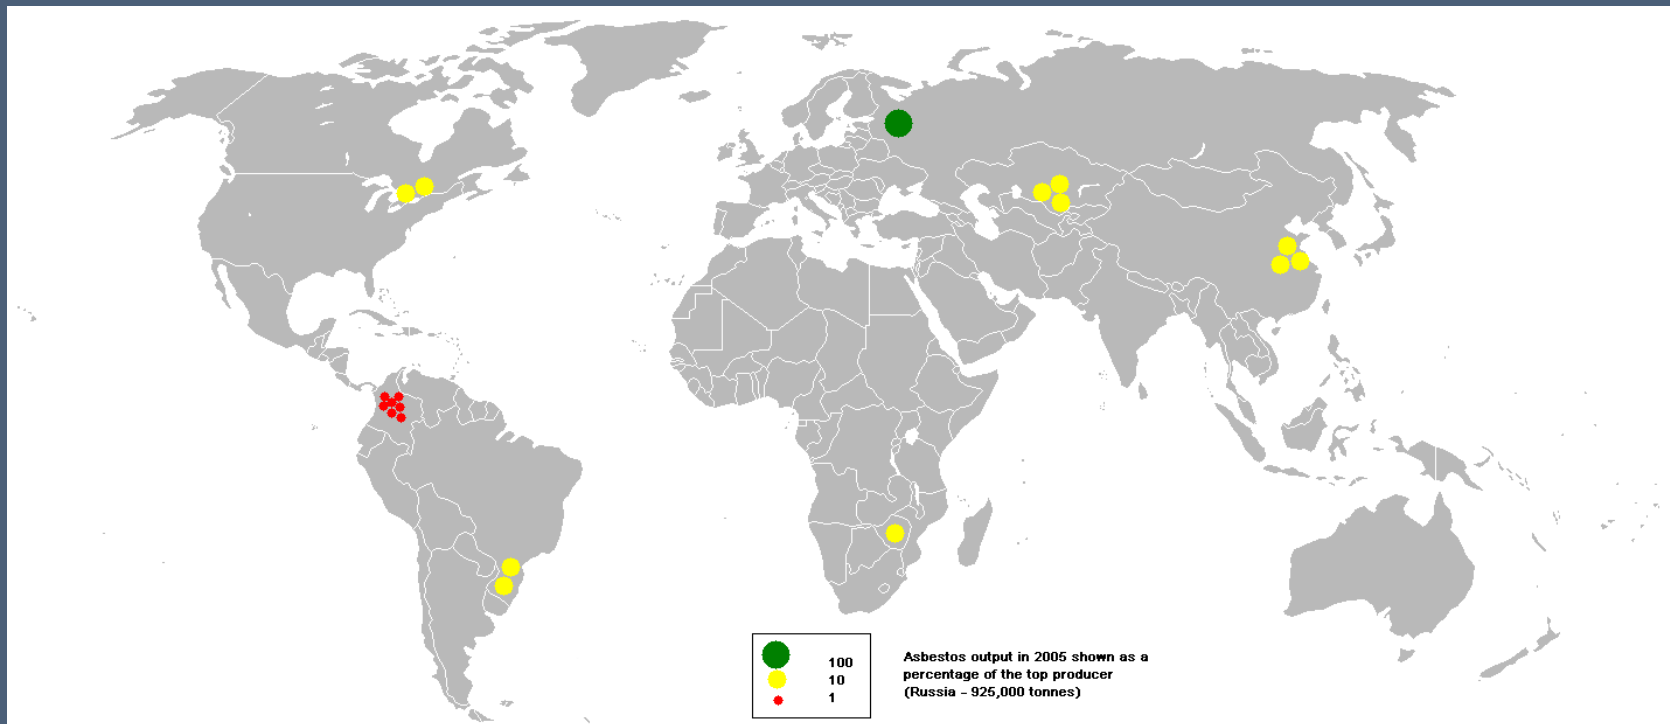 100
10
1
Asbestos output in 2005 shown as a
percentage of the top producer
(Russia - 925,000 tonnes)